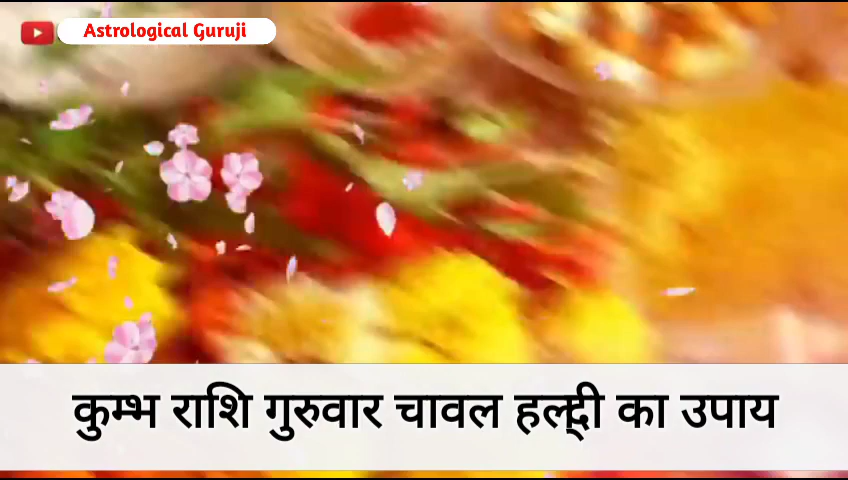 Astrological Guruji
कुम्भ राशि गुरुवार चावल हल्द्दी का उपाय